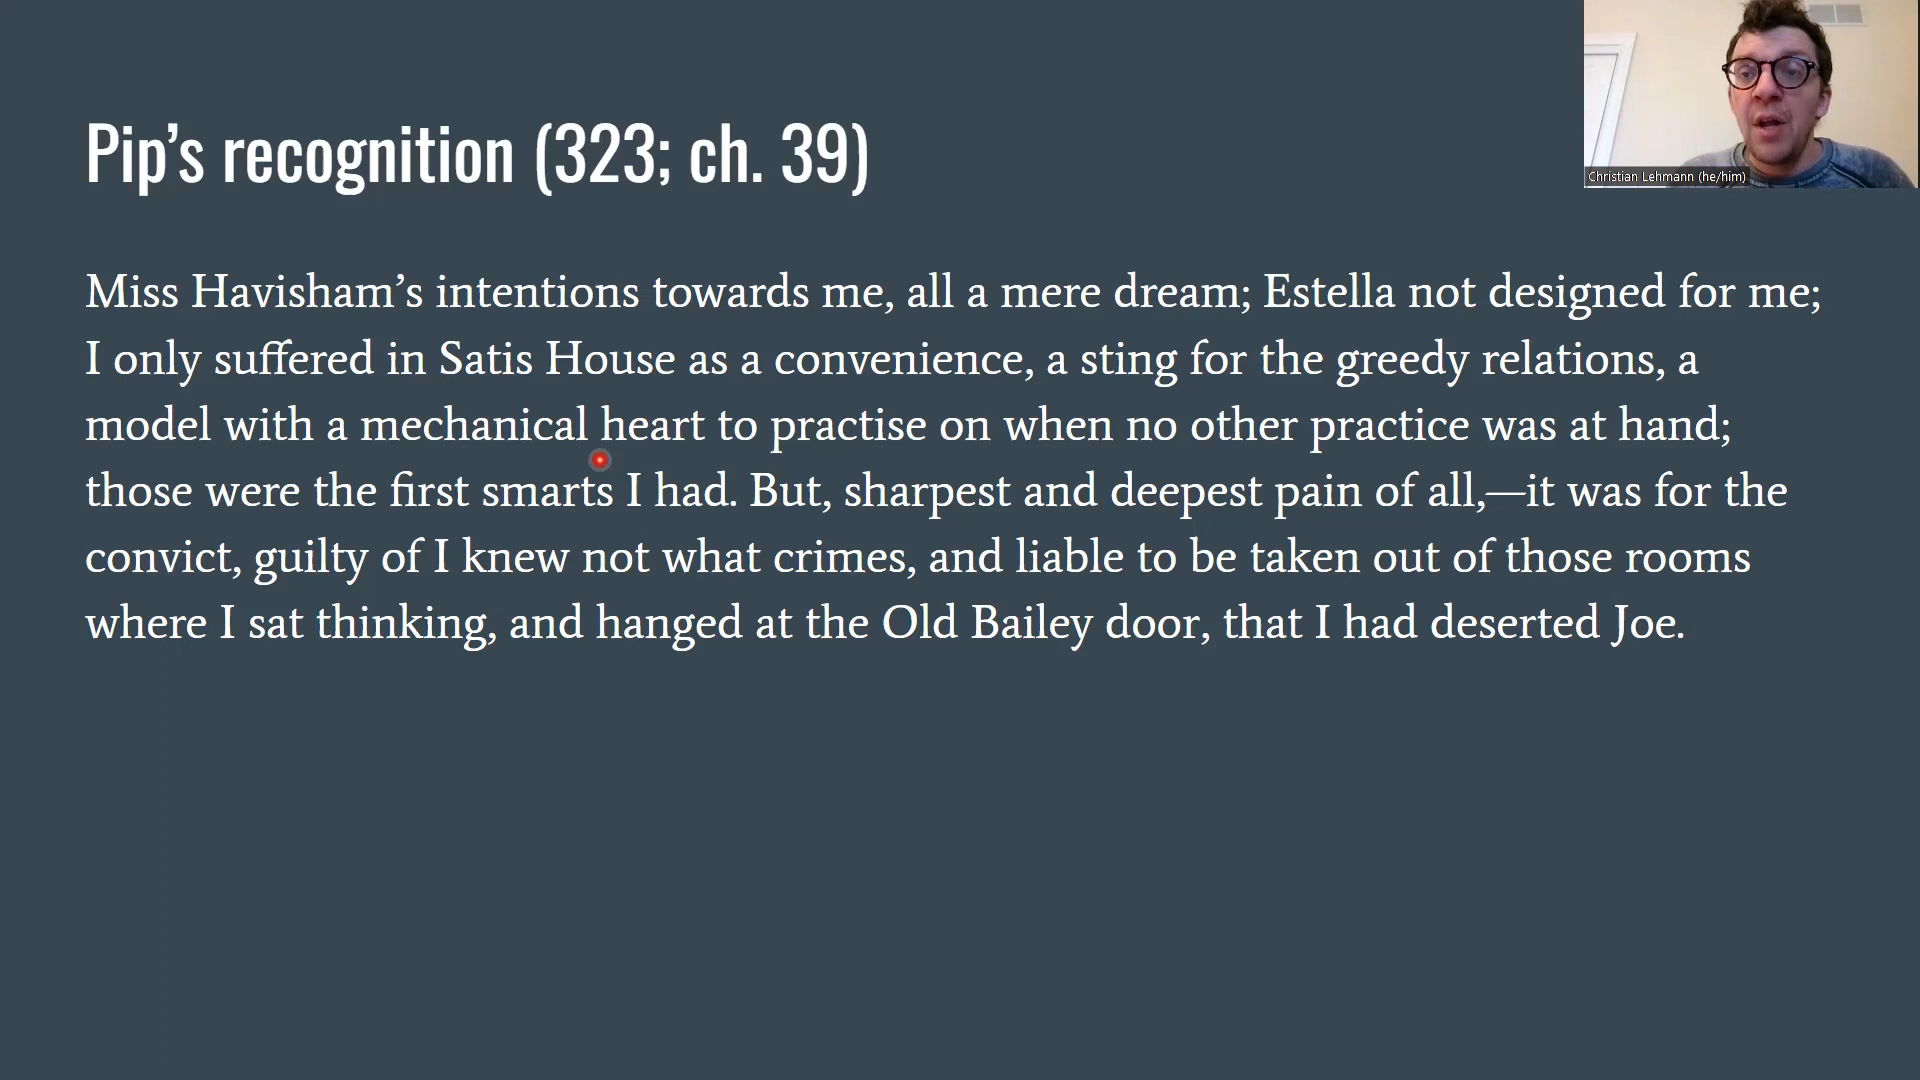 Pip’s recognition (323; ch. 39)
Christian Lehmann (he/him)
Miss Havisham’s intentions towards me, all a mere dream; Estella not designed for me;
I only suffered in Satis House as a convenience, a sting for the greedy relations, a
model with a mechanical heart to practise on when no other practice was at hand;
those were the first smarts I had. But, sharpest and deepest pain of all,—it was for the
convict, guilty of I knew not what crimes, and liable to be taken out of those rooms
where I sat thinking, and hanged at the Old Bailey door, that I had deserted Joe.